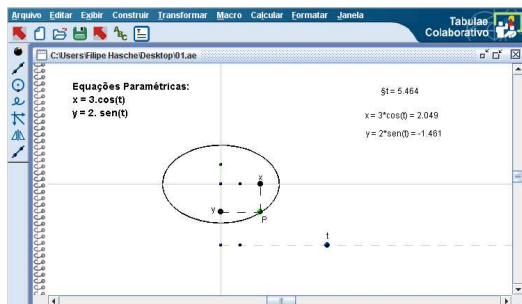 Arquivo Editar Exibir Construir Transformar Macro Calcular Formatar Janela
Tabulae
Colaborativo
C:\Users\Filipe Hasche\Desktop\01.ae
Equações Paramétricas:
x = 3.cos(t)
y = 2. sen(t)
§t = 5.464
x = 3*cos(t) = 2.049
y = 2*sen(t) = -1.461
x
y
P
t